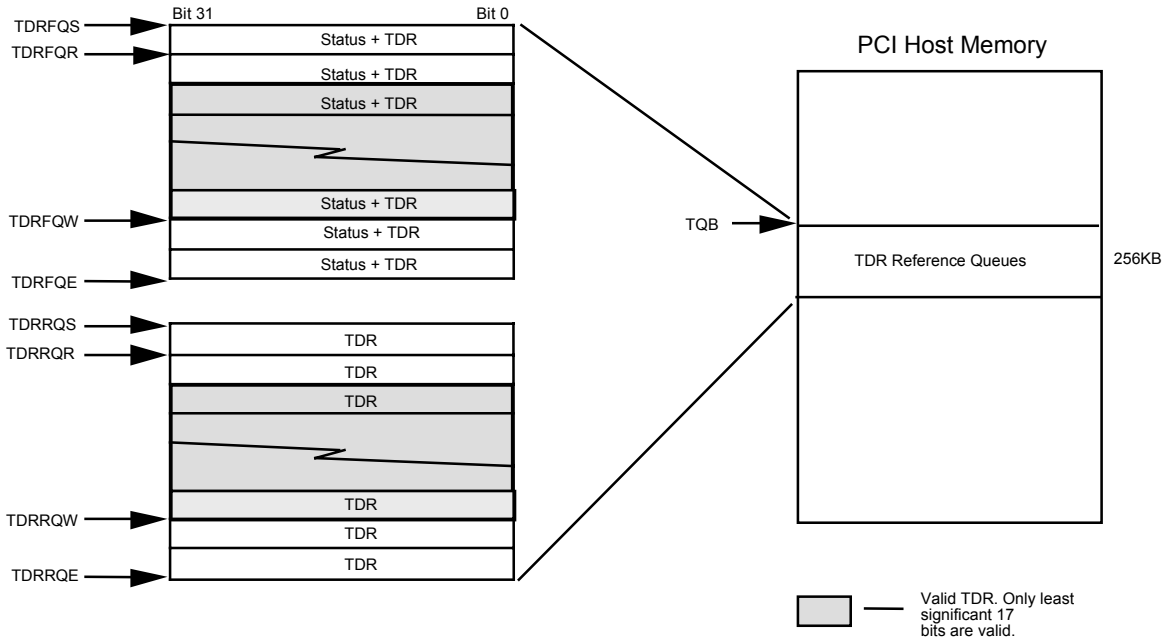 Bit 31 Bit 0
TDRFQS
Status + TDR
TDRFQR
Status + TDR
Status + TDR
Status + TDR
TDRFQW
Status + TDR
Status + TDR
TDRFQE
TDRRQS
TDR
TDRRQR
TDR
TDR
TDR
TDRRQW
TDR
TDR
TDRRQE
PCI Host Memory
TQB
TDR Reference Queues
256KB
Valid TDR. Only least
significant 17
bits are valid.